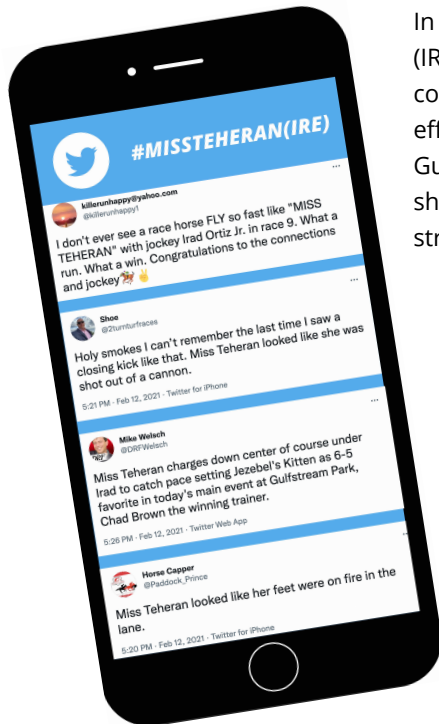 #MISSTEHERAN(IRE)
killerunhappy@yahoo.com
@killerunhappy1
I don't ever see a race horse FLY so fast like "MISS
TEHERAN" with jockey Irad Ortiz Jr. in race 9. What a
run. What a win. Congratulations to the connections
and jockey🏇✌️
Shoe
@2turnturfraces
Holy smokes I can't remember the last time I saw a
closing kick like that. Miss Teheran looked like she was
shot out of a cannon.
5:21 PM · Feb 12, 2021 · Twitter for iPhone
Mike Welsch
@DRFWelsch
Miss Teheran charges down center of course under
Irad to catch pace setting Jezebel's Kitten as 6-5
favorite in today's main event at Gulfstream Park,
Chad Brown the winning trainer.
5:26 PM · Feb 12, 2021 · Twitter Web App
Horse Capper
@Paddock_Prince
Miss Teheran looked like her feet were on fire in the
lane.
5:20 PM · Feb 12, 2021 · Twitter for iPhone
In
(IR
co
eff
Gu
sh
str